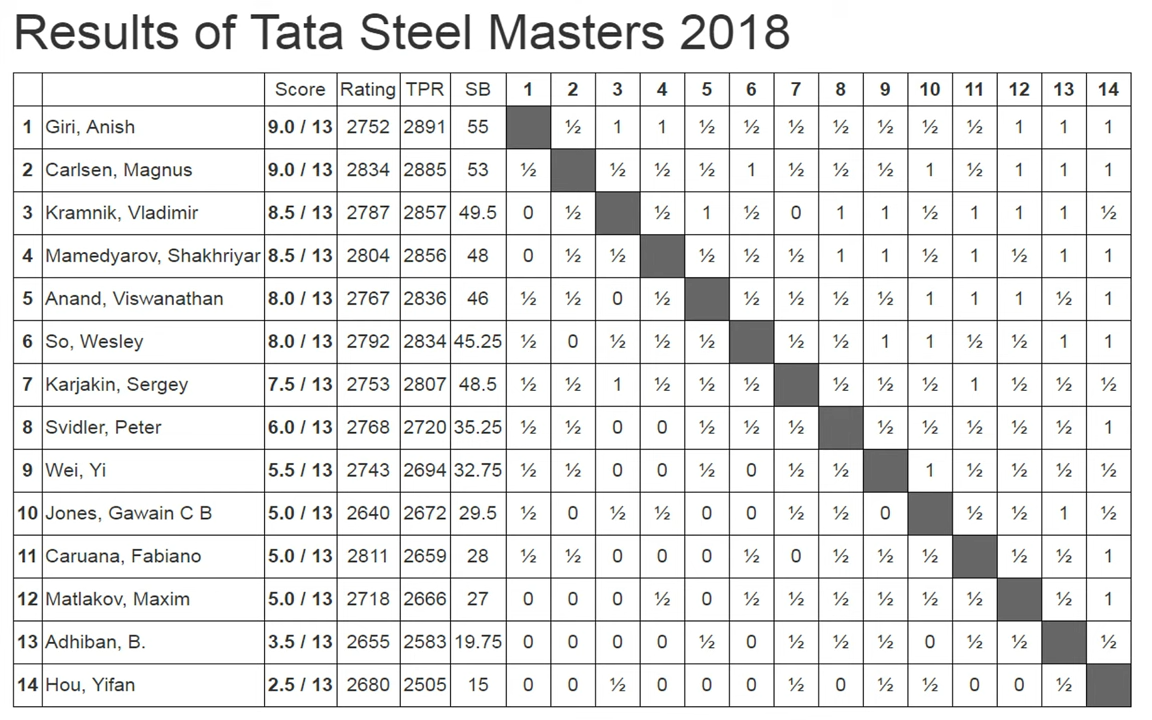 Results of Tata Steel Masters 2018
Score Rating TPR SB 1 2 3 4 5 6 7 8 9 10 11 12 13 14
1 Giri, Anish 9.0 / 13 2752 2891 55 ½ 1 1 ½ ½ ½ ½ ½ ½ ½ 1 1 1
2 Carlsen, Magnus 9.0 / 13 2834 2885 53 ½ ½ ½ ½ 1 ½ ½ ½ 1 ½ 1 1 1
3 Kramnik, Vladimir 8.5 / 13 2787 2857 49.5 0 ½ ½ 1 ½ 0 1 1 ½ 1 1 1 ½
4 Mamedyarov, Shakhriyar 8.5 / 13 2804 2856 48 0 ½ ½ ½ ½ ½ 1 1 ½ 1 ½ 1 1
5 Anand, Viswanathan 8.0 / 13 2767 2836 46 ½ ½ 0 ½ ½ ½ ½ ½ 1 1 1 ½ 1
6 So, Wesley 8.0 / 13 2792 2834 45.25 ½ 0 ½ ½ ½ ½ ½ 1 1 ½ ½ 1 1
7 Karjakin, Sergey 7.5 / 13 2753 2807 48.5 ½ ½ 1 ½ ½ ½ ½ ½ ½ 1 ½ ½ ½
8 Svidler, Peter 6.0 / 13 2768 2720 35.25 ½ ½ 0 0 ½ ½ ½ ½ ½ ½ ½ ½ 1
9 Wei, Yi 5.5 / 13 2743 2694 32.75 ½ ½ 0 0 ½ 0 ½ ½ 1 ½ ½ ½ ½
10 Jones, Gawain C B 5.0 / 13 2640 2672 29.5 ½ 0 ½ ½ 0 0 ½ ½ 0 ½ ½ 1 ½
11 Caruana, Fabiano 5.0 / 13 2811 2659 28 ½ ½ 0 0 0 ½ 0 ½ ½ ½ ½ ½ 1
12 Matlakov, Maxim 5.0 / 13 2718 2666 27 0 0 0 ½ 0 ½ ½ ½ ½ ½ ½ ½ 1
13 Adhiban, B. 3.5 / 13 2655 2583 19.75 0 0 0 0 ½ 0 ½ ½ ½ 0 ½ ½ ½
14 Hou, Yifan 2.5 / 13 2680 2505 15 0 0 ½ 0 0 0 ½ 0 ½ ½ 0 0 ½